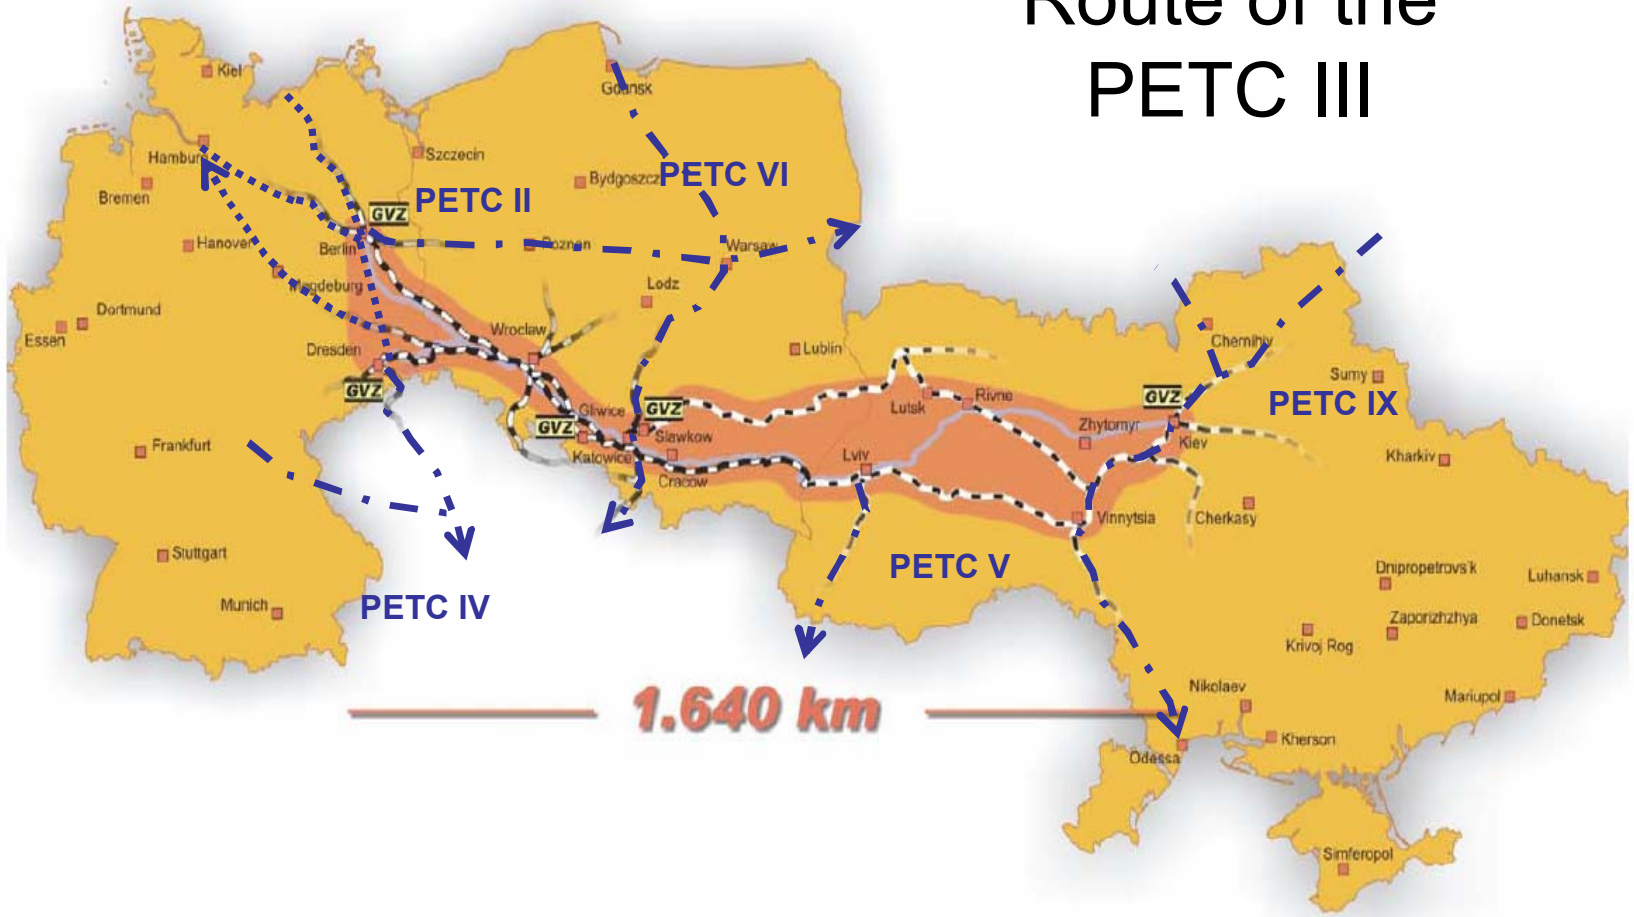 Route of the
PETC III
Kiel
Gdansk
Hamburg
Szczecin
Bremen
Bydgoszcz
PETC VI
PETC II
GVZ
Hanover
Berlin
Poznan
Warsaw
Magdeburg
Lodz
Dortmund
Essen
Wroclaw
Dresden
Lublin
Chernihiv
Sumy
GVZ
GVZ
GVZ
PETC IX
Gliwice
GVZ
Lutsk
Rivne
Slawkow
Zhytomyr
Kiev
Frankfurt
Katowice
Cracow
Lviv
Kharkiv
Vinnytsia
Cherkasy
Stuttgart
PETC V
Dnipropetrovs'k
Luhansk
Munich
PETC IV
Zaporizhzhya
Donetsk
Krivoj Rog
1.640 km
Nikolaev
Mariupol
Odessa
Kherson
Simferopol